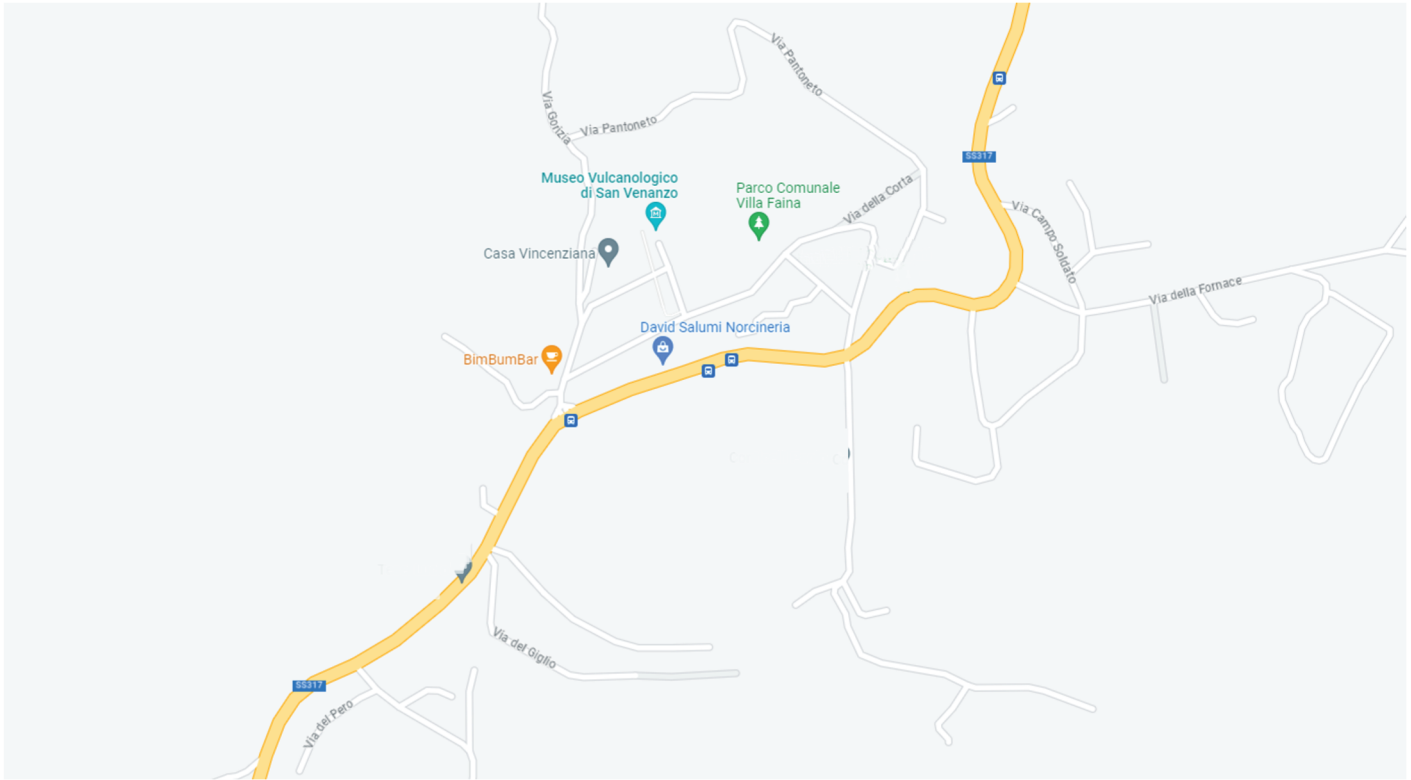 Via Pantoneto
Via Gorizia
Via Pantoneto
SS317
Museo Vulcanologico
di San Venanzo
Parco Comunale
Villa Faina
Via della Corta
Via Campo Soldato
Casa Vincenziana
Via della Fornace
David Salumi Norcineria
BimBumBar
Via del Giglio
SS317
Via del Pero